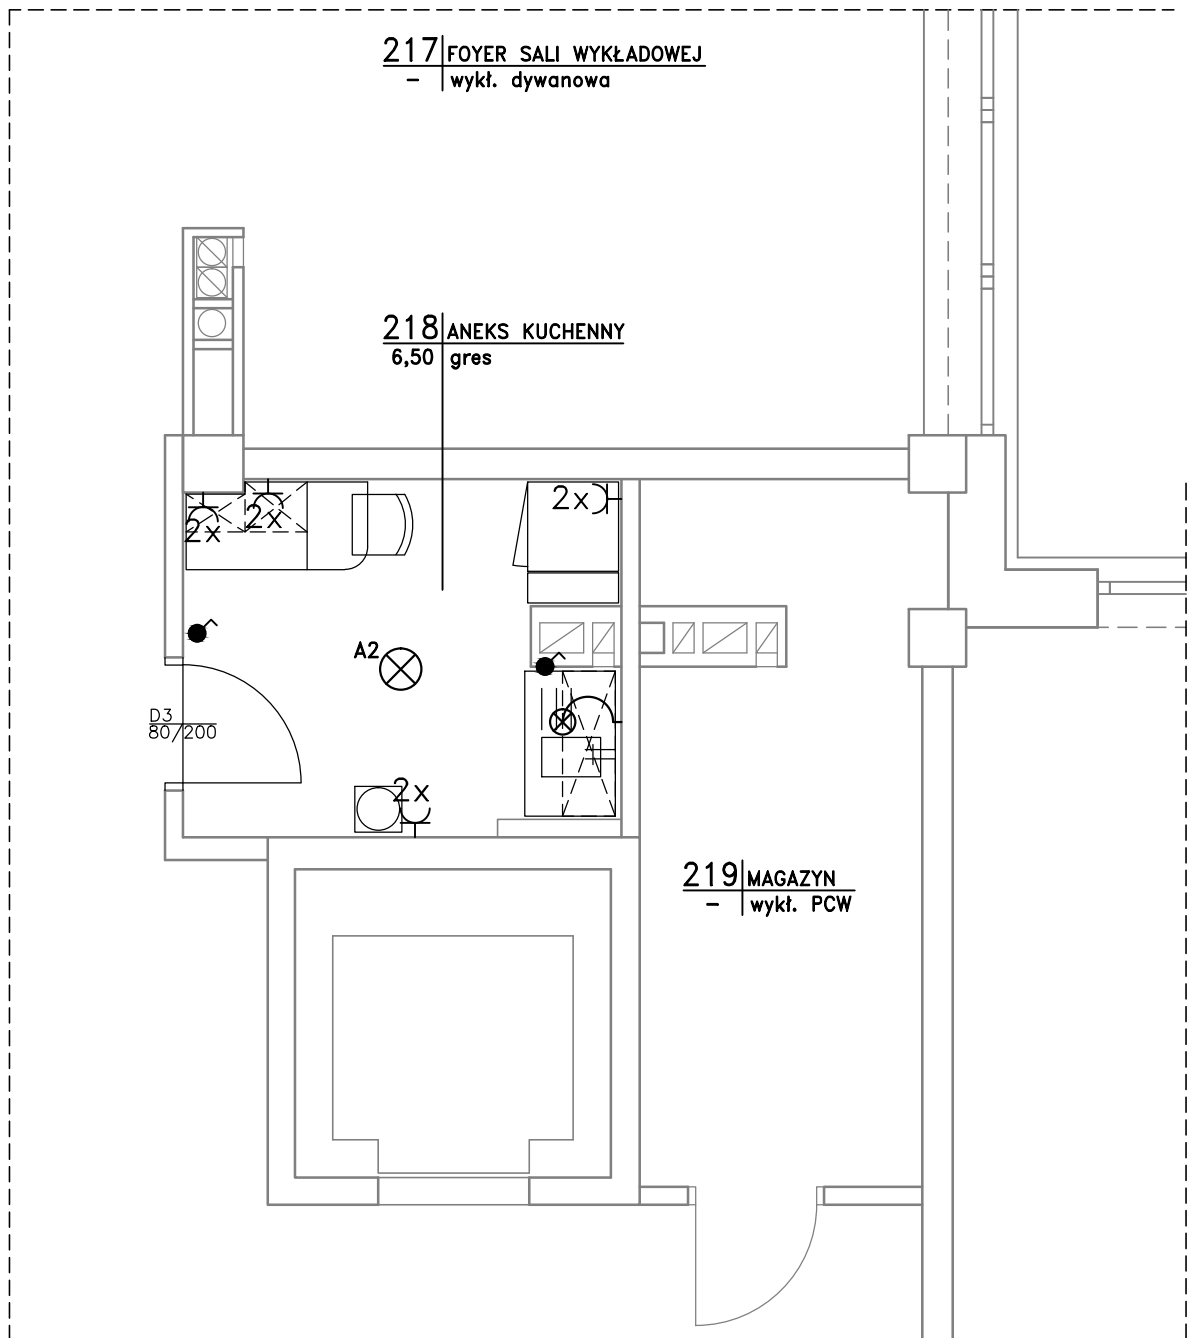 217 FOYER SALI WYKŁADOWEJ
– wykł. dywanowa
218 ANEKS KUCHENNY
6,50 gres
2x
2x
2x
A2
D3
80/200
2x
219 MAGAZYN
– wykł. PCW